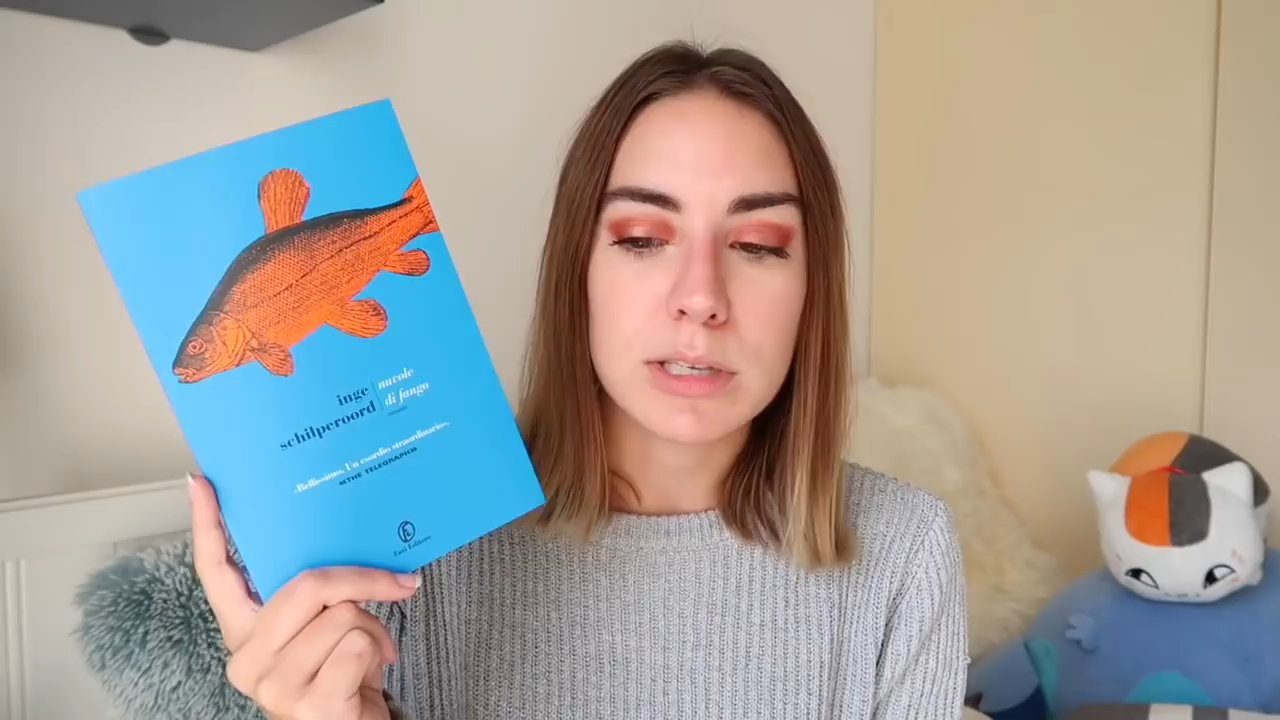 inge
schilperoord
nuvole
di fango
«Bellissimo. Un esordio straordinario».
«THE TELEGRAPH»
Fazi Editore